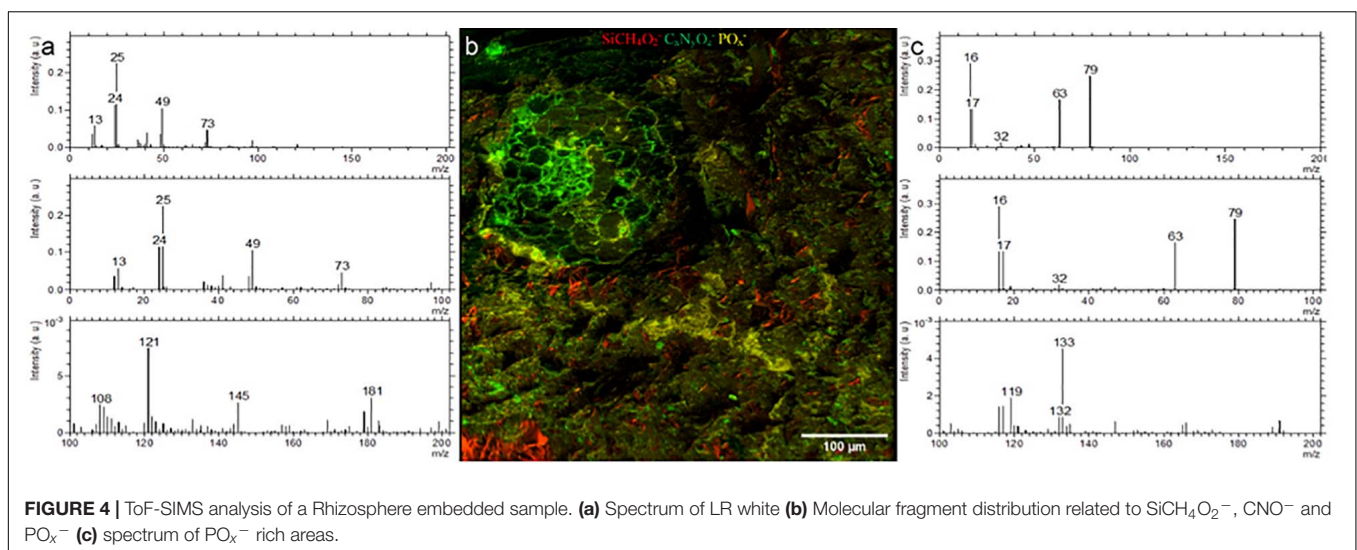 a
Intensity (a. u.)
0.2
0.1
0.0
25
24
13
49
73
0 50 100 150 200
m/z
Intensity (a. u.)
0.2
0.1
0.0
25
24
13
49
73
0 20 40 60 80 100
m/z
10⁻³
Intensity (a. u.)
5
0
108
121
145
181
100 120 140 160 180 200
m/z
b
SiCH₄O₂⁻ POₓ⁻
100 µm
c
Intensity (a. u.)
0.3
0.2
0.1
0.0
16
17
32
63
79
50 100 150 20
m/z
Intensity (a. u.)
0.3
0.2
0.1
0.0
16
17
32
63
79
20 40 60 80 100
m/z
10⁻³
Intensity (a. u.)
4
2
0
119
132
133
100 120 140 160 180 200
m/z
FIGURE 4 | ToF-SIMS analysis of a Rhizosphere embedded sample. (a) Spectrum of LR white (b) Molecular fragment distribution related to SiCH₄O₂⁻, CNO⁻ and
POₓ⁻ (c) spectrum of POₓ⁻ rich areas.